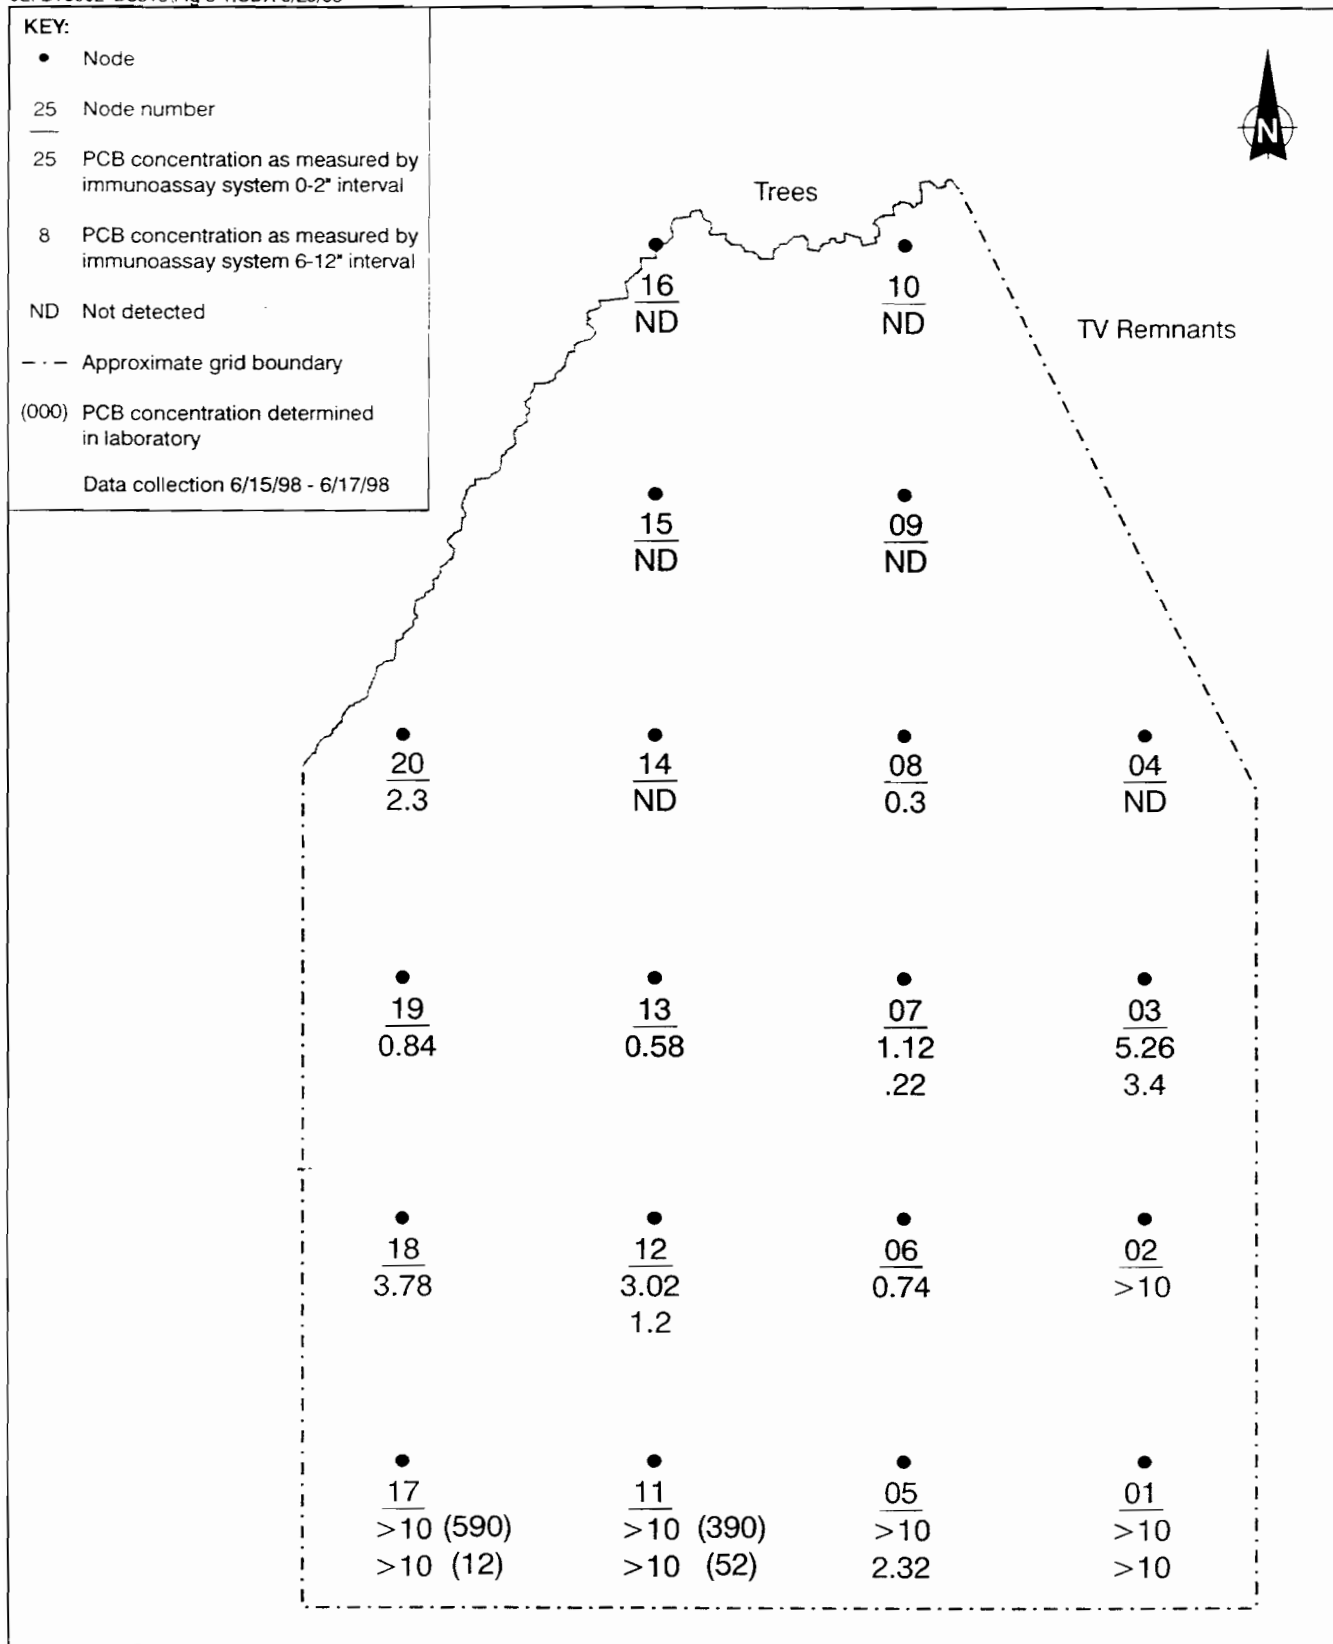 KEY:
● Node
25 Node number
25 PCB concentration as measured by
immunoassay system 0-2" interval
8 PCB concentration as measured by
immunoassay system 6-12" interval
ND Not detected
Approximate grid boundary
(000) PCB concentration determined
in laboratory
Data collection 6/15/98 - 6/17/98
N
Trees
TV Remnants
16
ND
10
ND
15
ND
09
ND
20
2.3
14
ND
08
0.3
04
ND
19
0.84
13
0.58
07
1.12
.22
03
5.26
3.4
18
3.78
12
3.02
1.2
06
0.74
02
>10
17
>10 (590)
>10 (12)
11
>10 (390)
>10 (52)
05
>10
2.32
01
>10
>10